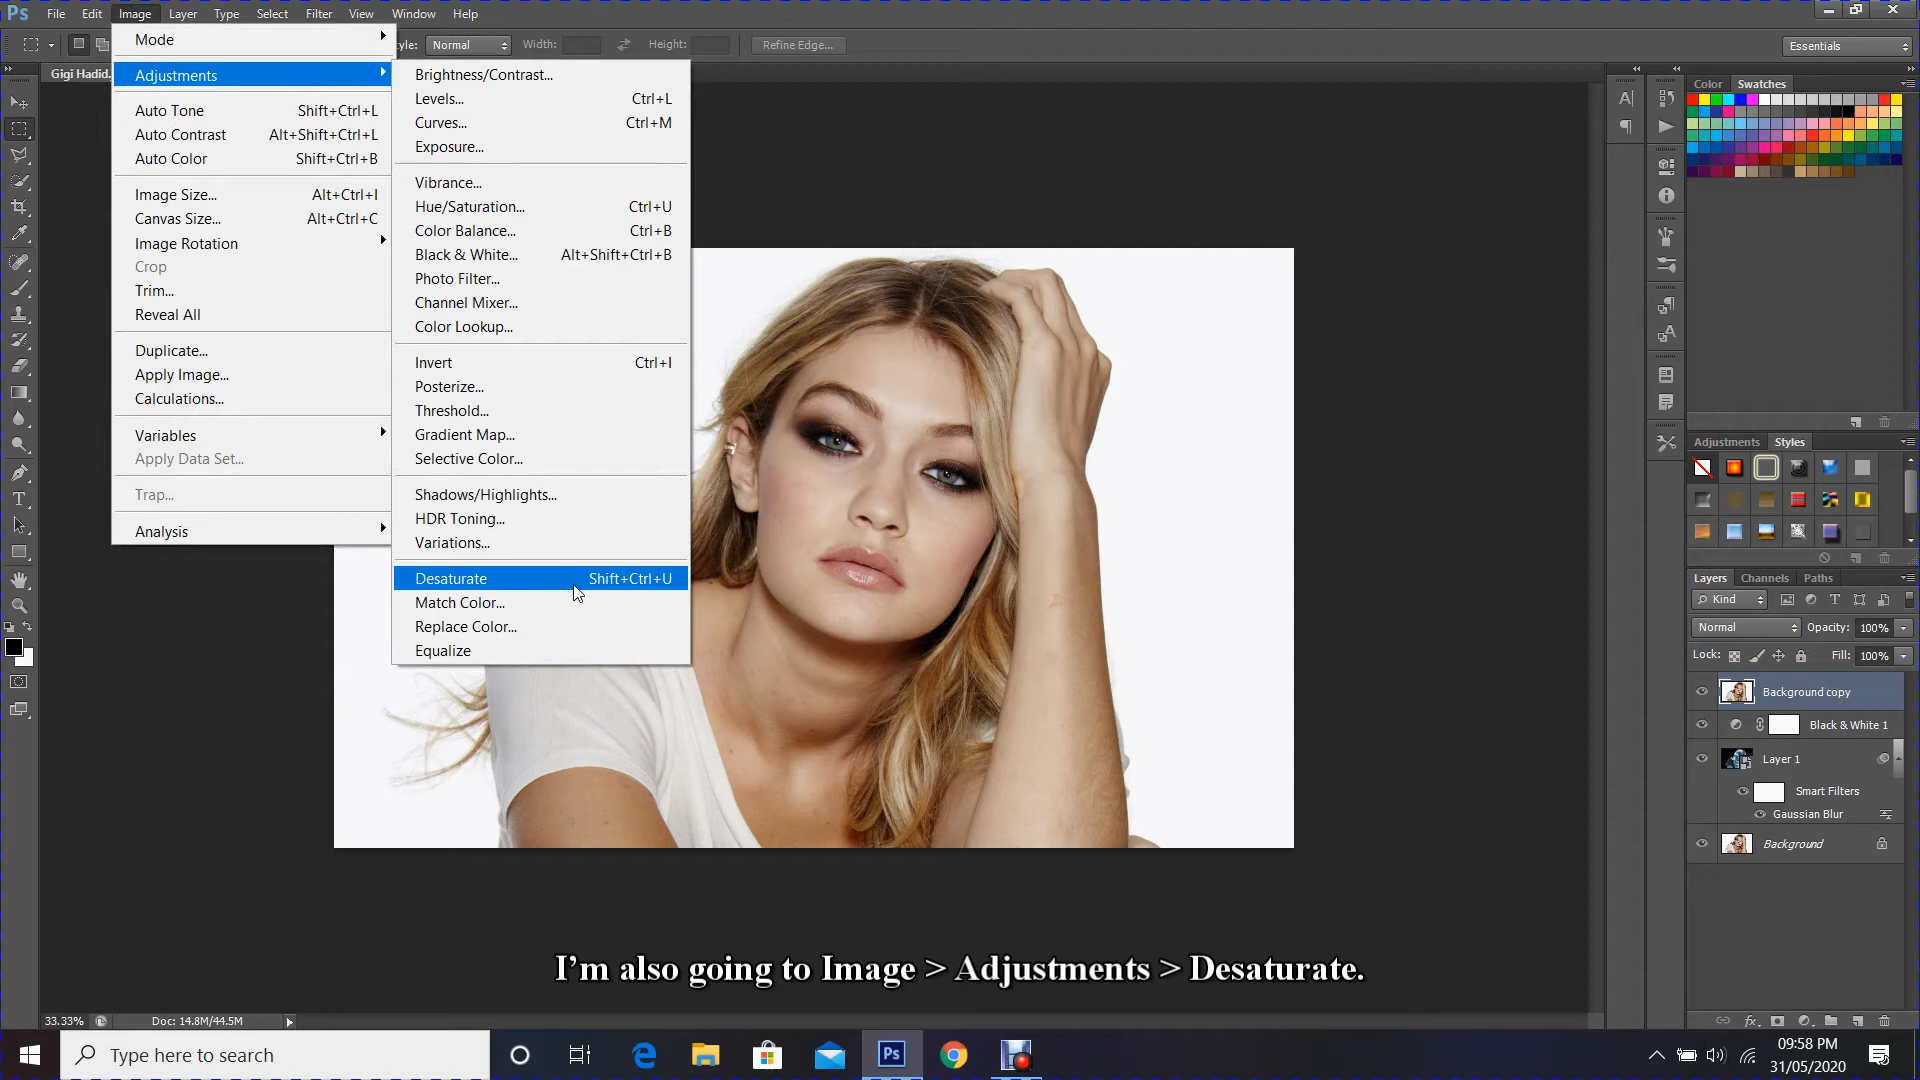 Ps File Edit Image Layer Type Select Filter View Window Help
Style: Normal Width: Height: Refine Edge... Essentials
Gigi Hadid.
Mode
Adjustments
Auto Tone Shift+Ctrl+L
Auto Contrast Alt+Shift+Ctrl+L
Auto Color Shift+Ctrl+B
Image Size... Alt+Ctrl+I
Canvas Size... Alt+Ctrl+C
Image Rotation
Crop
Trim...
Reveal All
Duplicate...
Apply Image...
Calculations...
Variables
Apply Data Set...
Trap...
Analysis
Brightness/Contrast...
Levels... Ctrl+L
Curves... Ctrl+M
Exposure...
Vibrance...
Hue/Saturation... Ctrl+U
Color Balance... Ctrl+B
Black & White... Alt+Shift+Ctrl+B
Photo Filter...
Channel Mixer...
Color Lookup...
Invert Ctrl+I
Posterize...
Threshold...
Gradient Map...
Selective Color...
Shadows/Highlights...
HDR Toning...
Variations...
Desaturate Shift+Ctrl+U
Match Color...
Replace Color...
Equalize
Color Swatches
Adjustments Styles
Layers Channels Paths
Kind
Normal Opacity: 100%
Lock: Fill: 100%
Background copy
Black & White 1
Layer 1
Smart Filters
Gaussian Blur
Background
I'm also going to Image > Adjustments > Desaturate.
33.33% Doc: 14.8M/44.5M
Type here to search
Ps
09:58 PM
31/05/2020